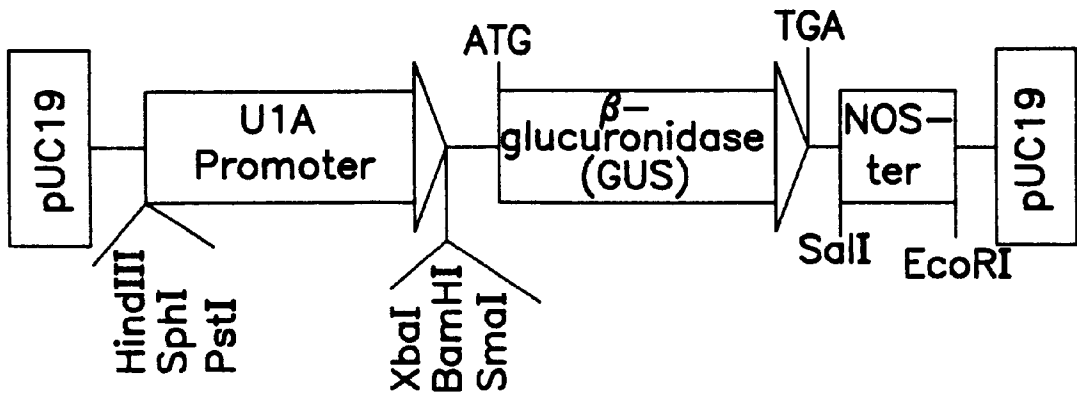 pUC19
U1A
Promoter
HindIII
SphI
PstI
XbaI
BamHI
SmaI
ATG
β-
glucuronidase
(GUS)
TGA
NOS-
ter
SalI
EcoRI
pUC19